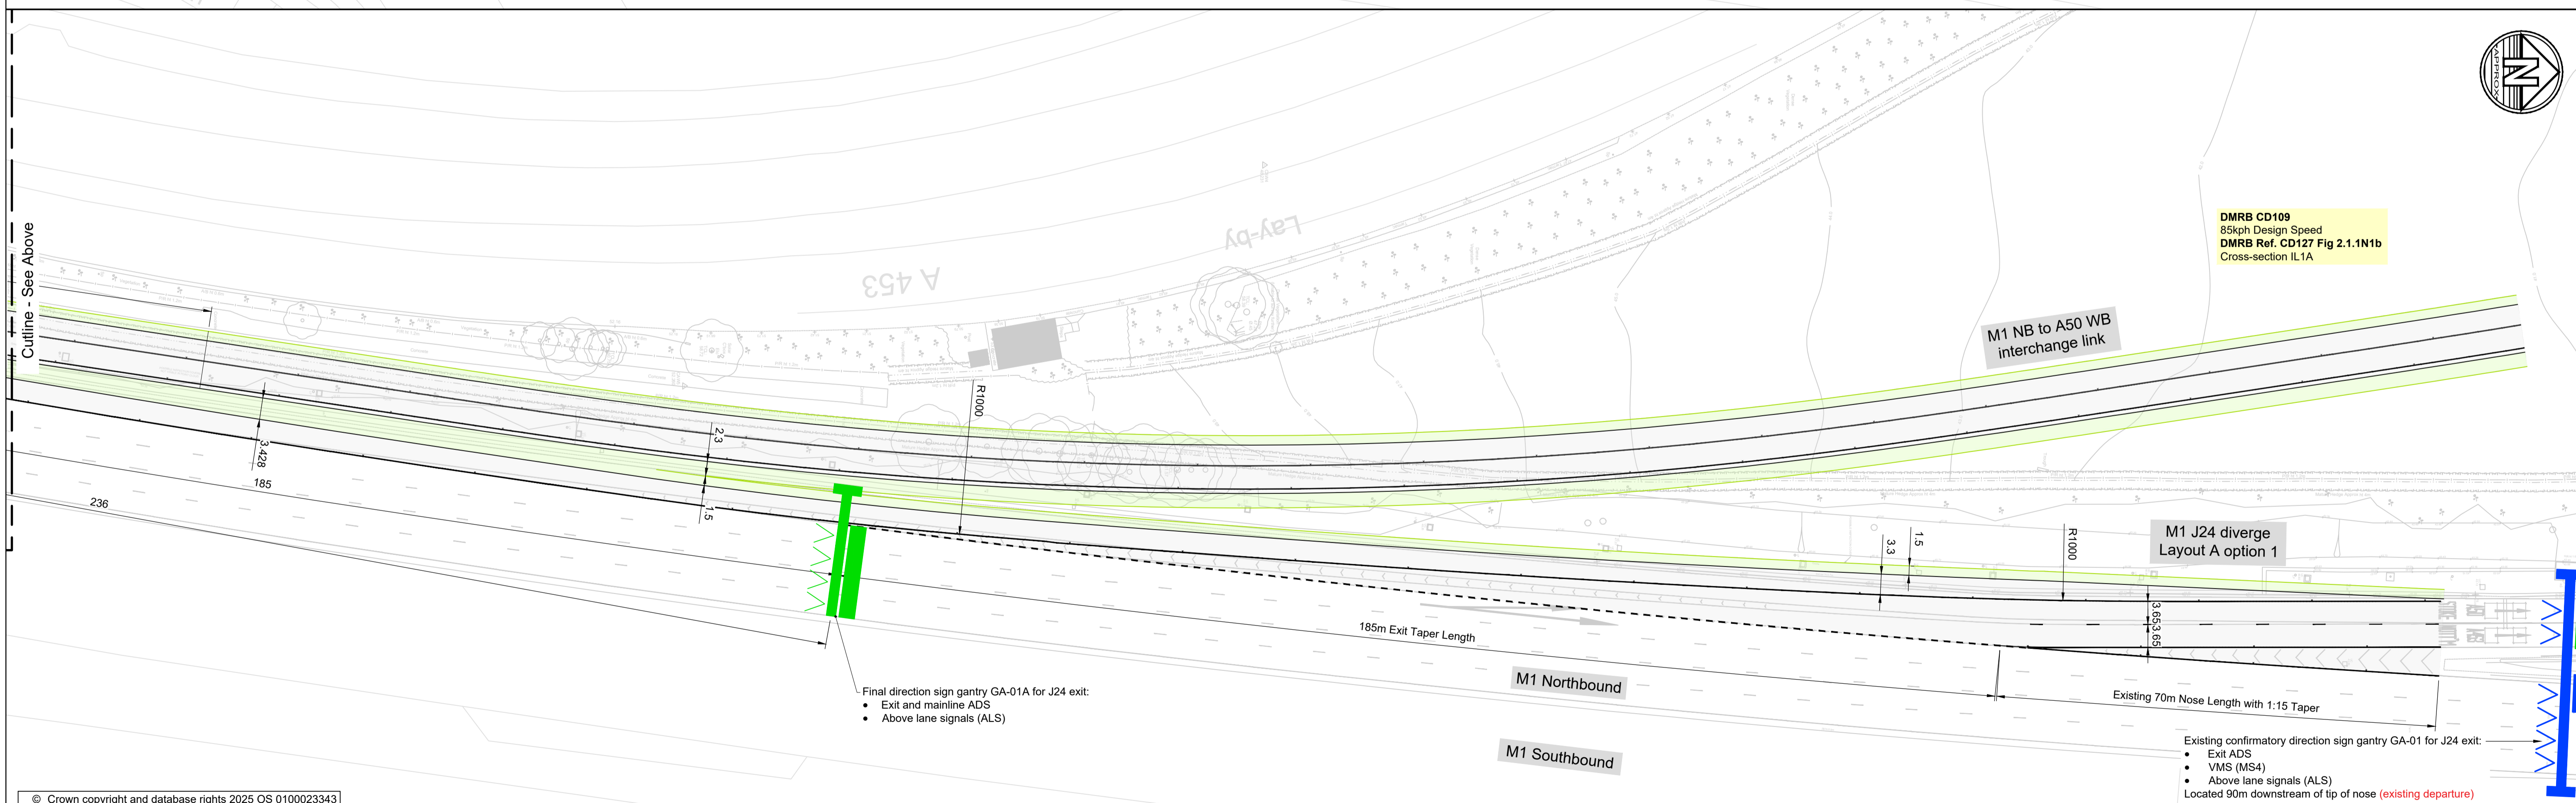 APPROX
N
Cutline - See Above
A 453
Lay-by
DMRB CD109
85kph Design Speed
DMRB Ref. CD127 Fig 2.1.1N1b
Cross-section IL1A
M1 NB to A50 WB
interchange link
R1000
2.3
3.428
185
236
1.5
R1000
1.5
3.3
M1 J24 diverge
Layout A option 1
3.65
3.65
185m Exit Taper Length
M1 Northbound
Existing 70m Nose Length with 1:15 Taper
M1 Southbound
Final direction sign gantry GA-01A for J24 exit:
● Exit and mainline ADS
● Above lane signals (ALS)
Existing confirmatory direction sign gantry GA-01 for J24 exit:
● Exit ADS
● VMS (MS4)
● Above lane signals (ALS)
Located 90m downstream of tip of nose (existing departure)
© Crown copyright and database rights 2025 OS 0100023343